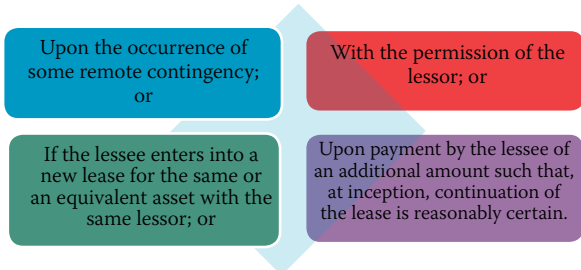 Upon the occurrence of
some remote contingency;
or
With the permission of the
lessor; or
If the lessee enters into a
new lease for the same or
an equivalent asset with the
same lessor; or
Upon payment by the lessee of
an additional amount such that,
at inception, continuation of
the lease is reasonably certain.